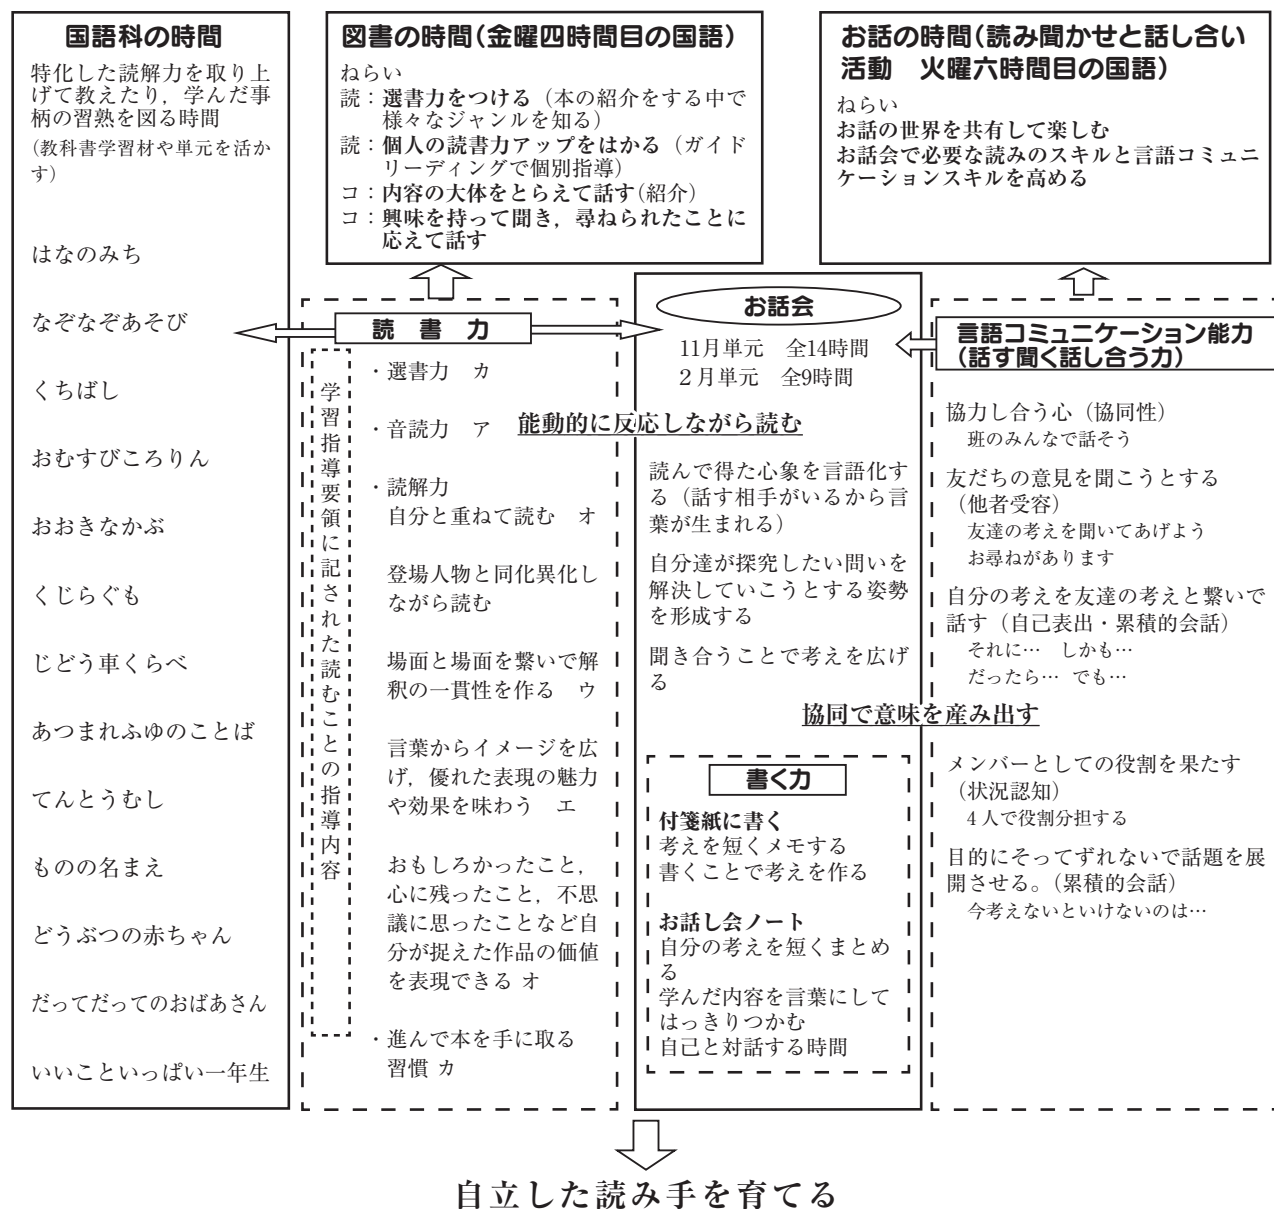 国語科の時間
特化した読解力を取り上
げて教えたり，学んだ事
柄の習熟を図る時間
(教科書学習材や単元を活か
す)
はなのみち
なぞなぞあそび
くちばし
おむすびころりん
おおきなかぶ
くじらぐも
じどう車くらべ
あつまれふゆのことば
てんとうむし
ものの名まえ
どうぶつの赤ちゃん
だってだってのおばあさん
いいこといっぱい一年生
図書の時間(金曜四時間目の国語)
ねらい
読：選書力をつける（本の紹介をする中で
様々なジャンルを知る）
読：個人の読書力アップをはかる（ガイド
リーディングで個別指導）
コ：内容の大体をとらえて話す(紹介）
コ：興味を持って聞き，尋ねられたことに
応えて話す
お話の時間(読み聞かせと話し合い
活動　火曜六時間目の国語)
ねらい
お話の世界を共有して楽しむ
お話会で必要な読みのスキルと言語コミュニ
ケーションスキルを高める
読　書　力
学習指導要領に記された読むことの指導内容
・選書力　カ
・音読力　ア
・読解力
自分と重ねて読む　オ
登場人物と同化異化し
ながら読む
場面と場面を繋いで解
釈の一貫性を作る　ウ
言葉からイメージを広
げ，優れた表現の魅力
や効果を味わう　エ
おもしろかったこと，
心に残ったこと，不思
議に思ったことなど自
分が捉えた作品の価値
を表現できる オ
・進んで本を手に取る
習慣 カ
お話会
11月単元　全14時間
２月単元　全9時間
能動的に反応しながら読む
読んで得た心象を言語化す
る（話す相手がいるから言
葉が生まれる）
自分達が探究したい問いを
解決していこうとする姿勢
を形成する
聞き合うことで考えを広げ
る
協同で意味を産み出す
書く力
付箋紙に書く
考えを短くメモする
書くことで考えを作る
お話し会ノート
自分の考えを短くまとめ
る
学んだ内容を言葉にして
はっきりつかむ
自己と対話する時間
言語コミュニケーション能力
(話す聞く話し合う力)
協力し合う心（協同性）
班のみんなで話そう
友だちの意見を聞こうとする
（他者受容）
友達の考えを聞いてあげよう
お尋ねがあります
自分の考えを友達の考えと繋いで
話す（自己表出・累積的会話）
それに…　しかも…
だったら… でも…
メンバーとしての役割を果たす
（状況認知）
４人で役割分担する
目的にそってずれないで話題を展
開させる。（累積的会話）
今考えないといけないのは…
自立した読み手を育てる